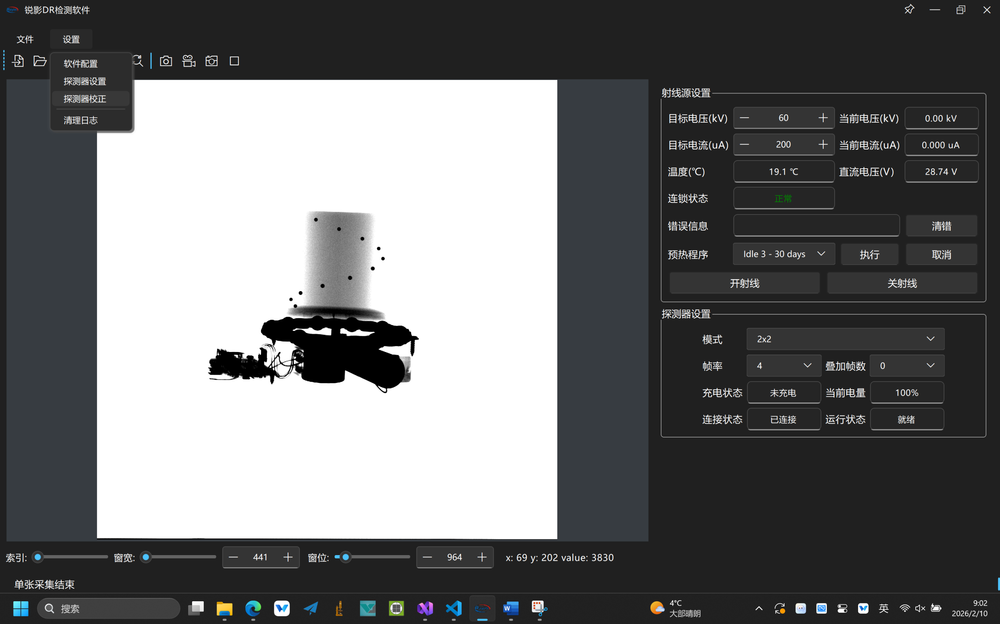 锐影DR检测软件
文件 设置
软件配置
探测器设置
探测器校正
清理日志
射线源设置
目标电压(kV) 60 当前电压(kV) 0.00 kV
目标电流(uA) 200 当前电流(uA) 0.000 uA
温度(℃) 19.1 ℃ 直流电压(V) 28.74 V
连锁状态 正常
错误信息 清错
预热程序 Idle 3 - 30 days 执行 取消
开射线 关射线
探测器设置
模式 2x2
帧率 4 叠加帧数 0
充电状态 未充电 当前电量 100%
连接状态 已连接 运行状态 就绪
索引: 窗宽: 441 窗位: 964 x: 69 y: 202 value: 3830
单张采集结束
搜索
4°C
大部晴朗
英
9:02
2026/2/10